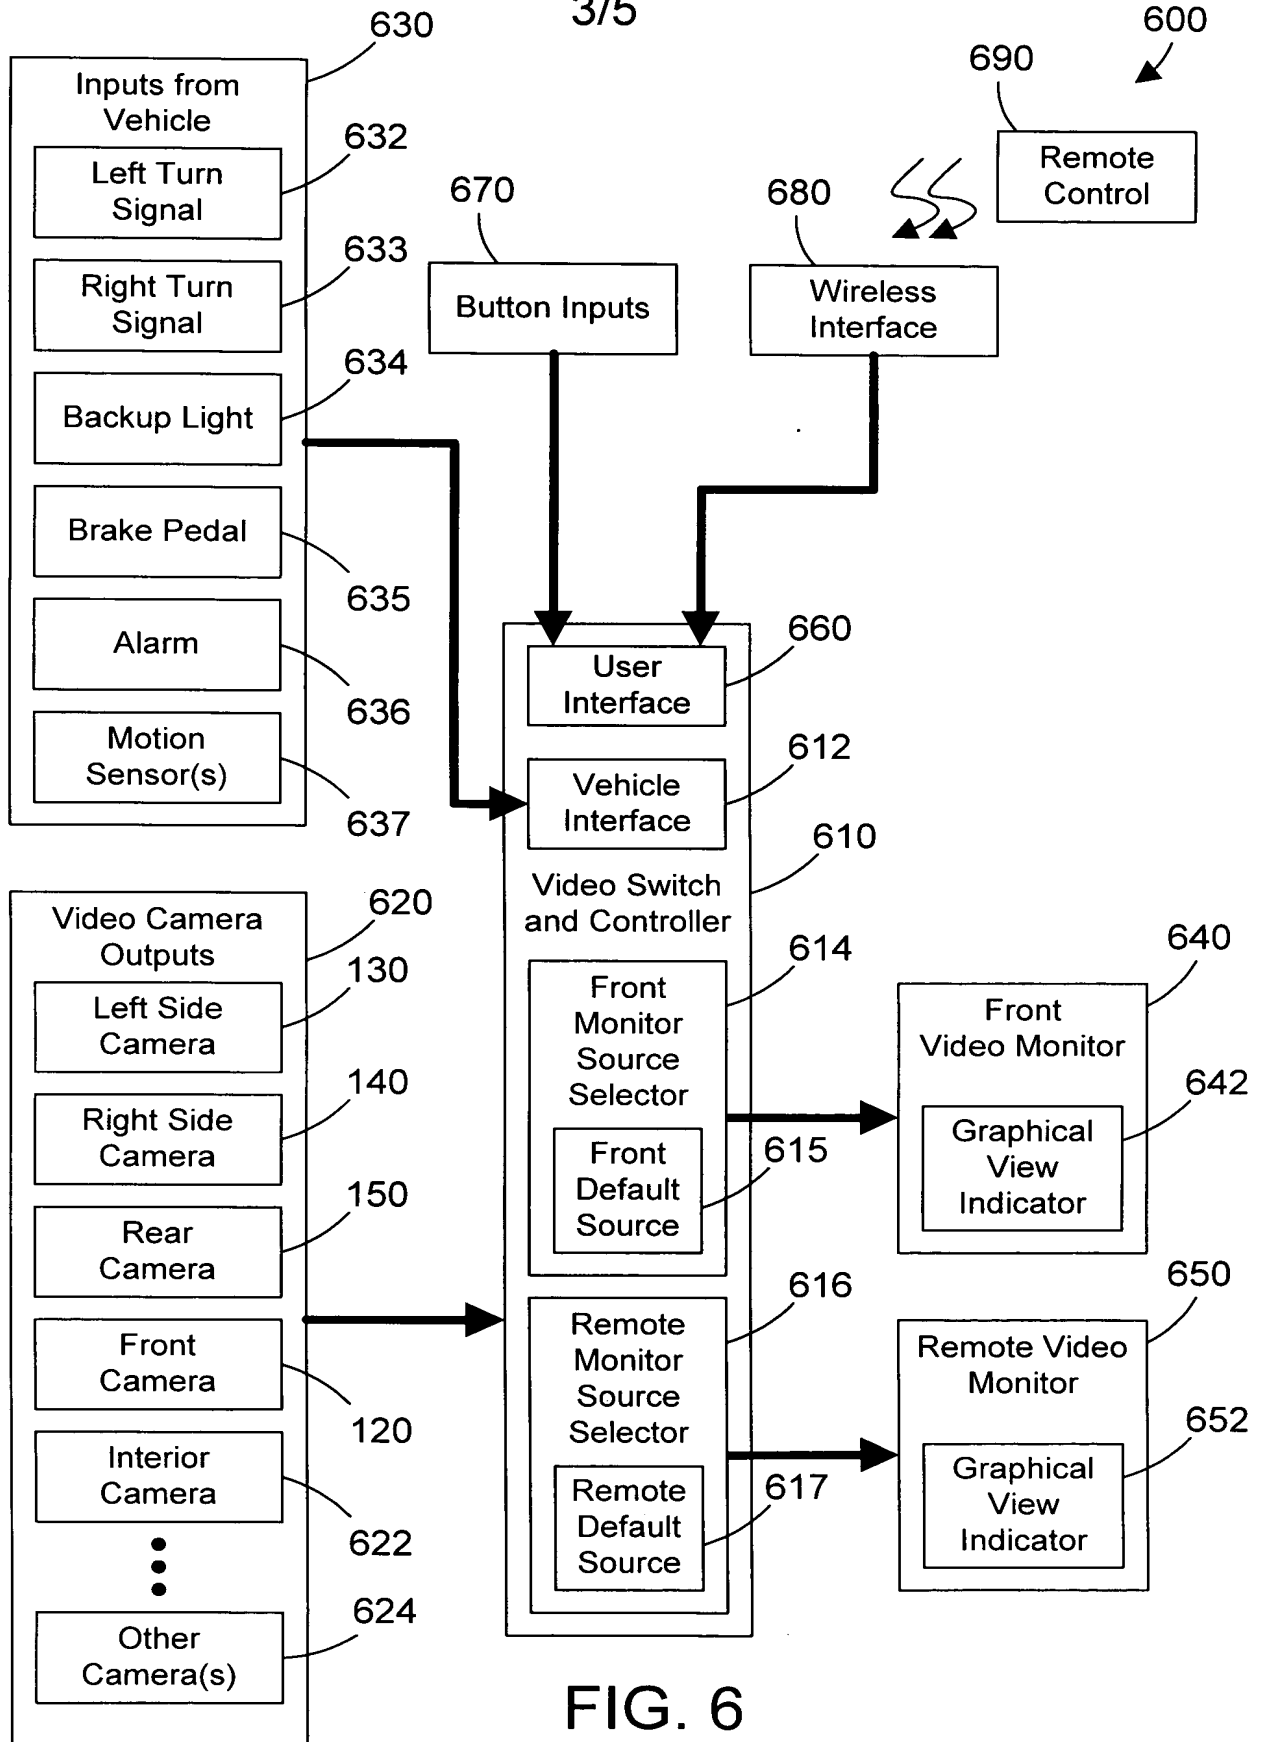 3/5
600
630
Inputs from
Vehicle
632
Left Turn
Signal
633
Right Turn
Signal
634
Backup Light
Brake Pedal
635
Alarm
636
Motion
Sensor(s)
637
670
Button Inputs
680
Wireless
Interface
690
Remote
Control
660
User
Interface
612
Vehicle
Interface
610
Video Switch
and Controller
614
Front
Monitor
Source
Selector
615
Front
Default
Source
616
Remote
Monitor
Source
Selector
617
Remote
Default
Source
620
Video Camera
Outputs
130
Left Side
Camera
140
Right Side
Camera
150
Rear
Camera
Front
Camera
120
Interior
Camera
622
624
Other
Camera(s)
640
Front
Video Monitor
642
Graphical
View
Indicator
650
Remote Video
Monitor
652
Graphical
View
Indicator
FIG. 6